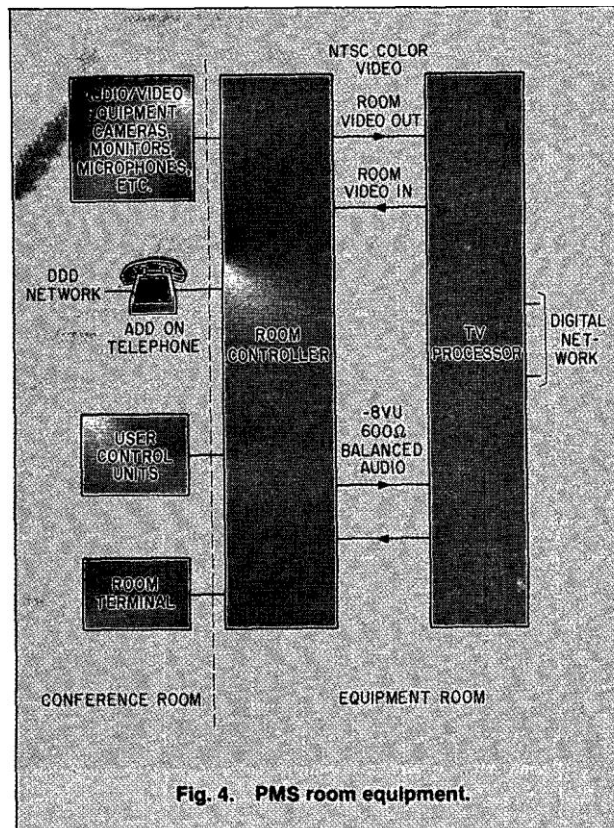 NTSC COLOR
VIDEO
AUDIO/VIDEO
EQUIPMENT
CAMERAS,
MONITORS,
MICROPHONES,
ETC.
ROOM
VIDEO OUT
ROOM
VIDEO IN
DDD
NETWORK
ADD ON
TELEPHONE
ROOM
CONTROLLER
TV
PROCESSOR
DIGITAL
NET-
WORK
-8VU
600Ω
BALANCED
AUDIO
USER
CONTROL
UNITS
ROOM
TERMINAL
CONFERENCE ROOM
EQUIPMENT ROOM
Fig. 4. PMS room equipment.